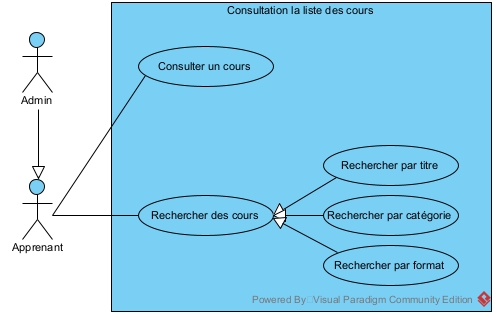 Consultation la liste des cours
Consulter un cours
Admin
Rechercher par titre
Rechercher des cours
Rechercher par catégorie
Apprenant
Rechercher par format
Powered By Visual Paradigm Community Edition